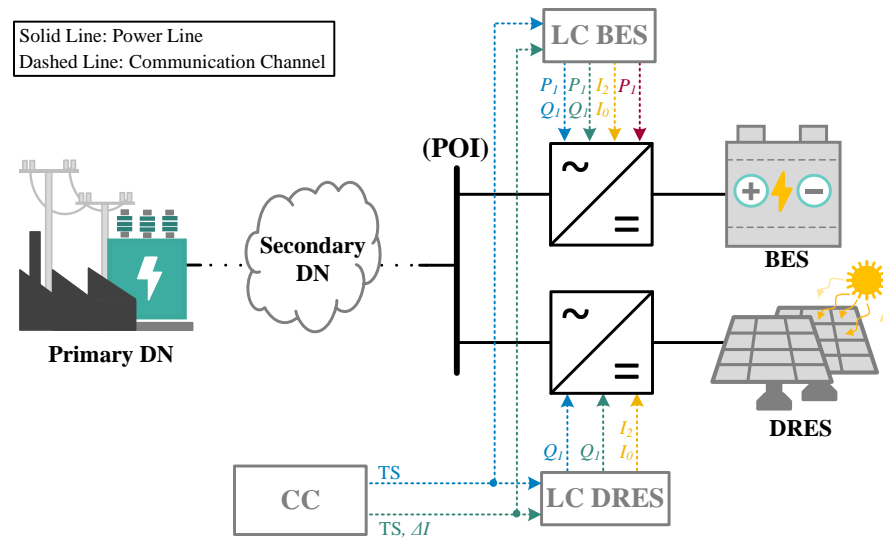 Solid Line: Power Line
Dashed Line: Communication Channel
LC BES
P1 P1 I2 P1
Q1 Q1 I0
(POI)
~
=
+ −
BES
Secondary
DN
Primary DN
~
=
DRES
I2
Q1 Q1 I0
CC
TS
TS, ΔI
LC DRES